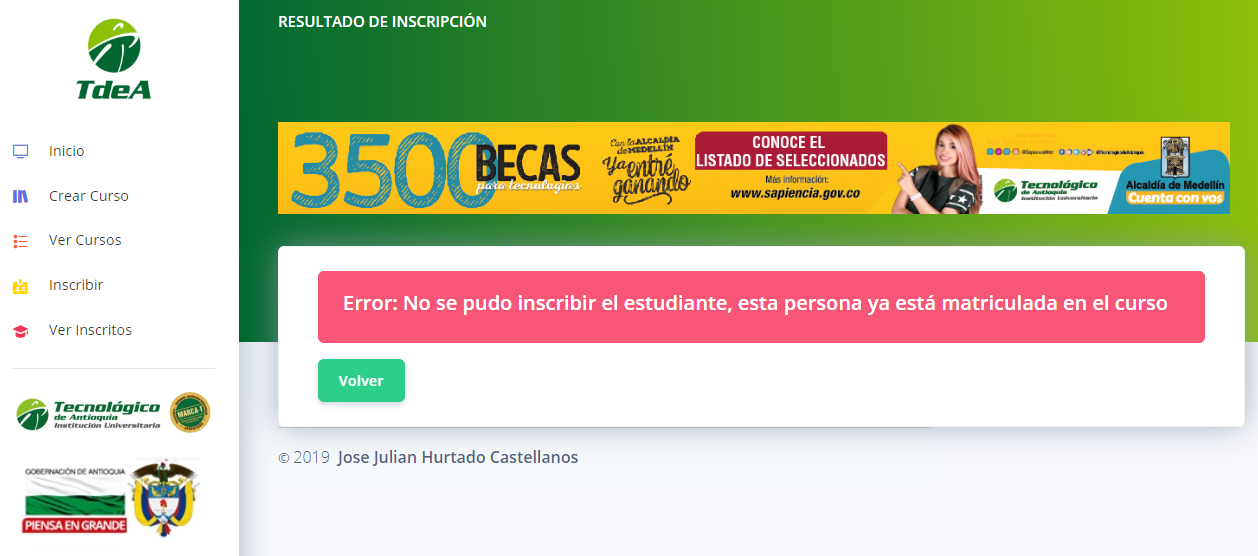 TdeA
Inicio
Crear Curso
Ver Cursos
Inscribir
Ver Inscritos
Tecnológico
de Antioquia
Institución Universitaria
MARCA-T
GOBERNACIÓN DE ANTIOQUIA
PIENSA EN GRANDE
RESULTADO DE INSCRIPCIÓN
3500 BECAS
para tecnologías
Con la ALCALDÍA
de MEDELLÍN
Ya entré
ganando
CONOCE EL
LISTADO DE SELECCIONADOS
Más información:
www.sapiencia.gov.co
Tecnológico
de Antioquia
Institución Universitaria
Alcaldía de Medellín
Cuenta con vos
Error: No se pudo inscribir el estudiante, esta persona ya está matriculada en el curso
Volver
© 2019 Jose Julian Hurtado Castellanos